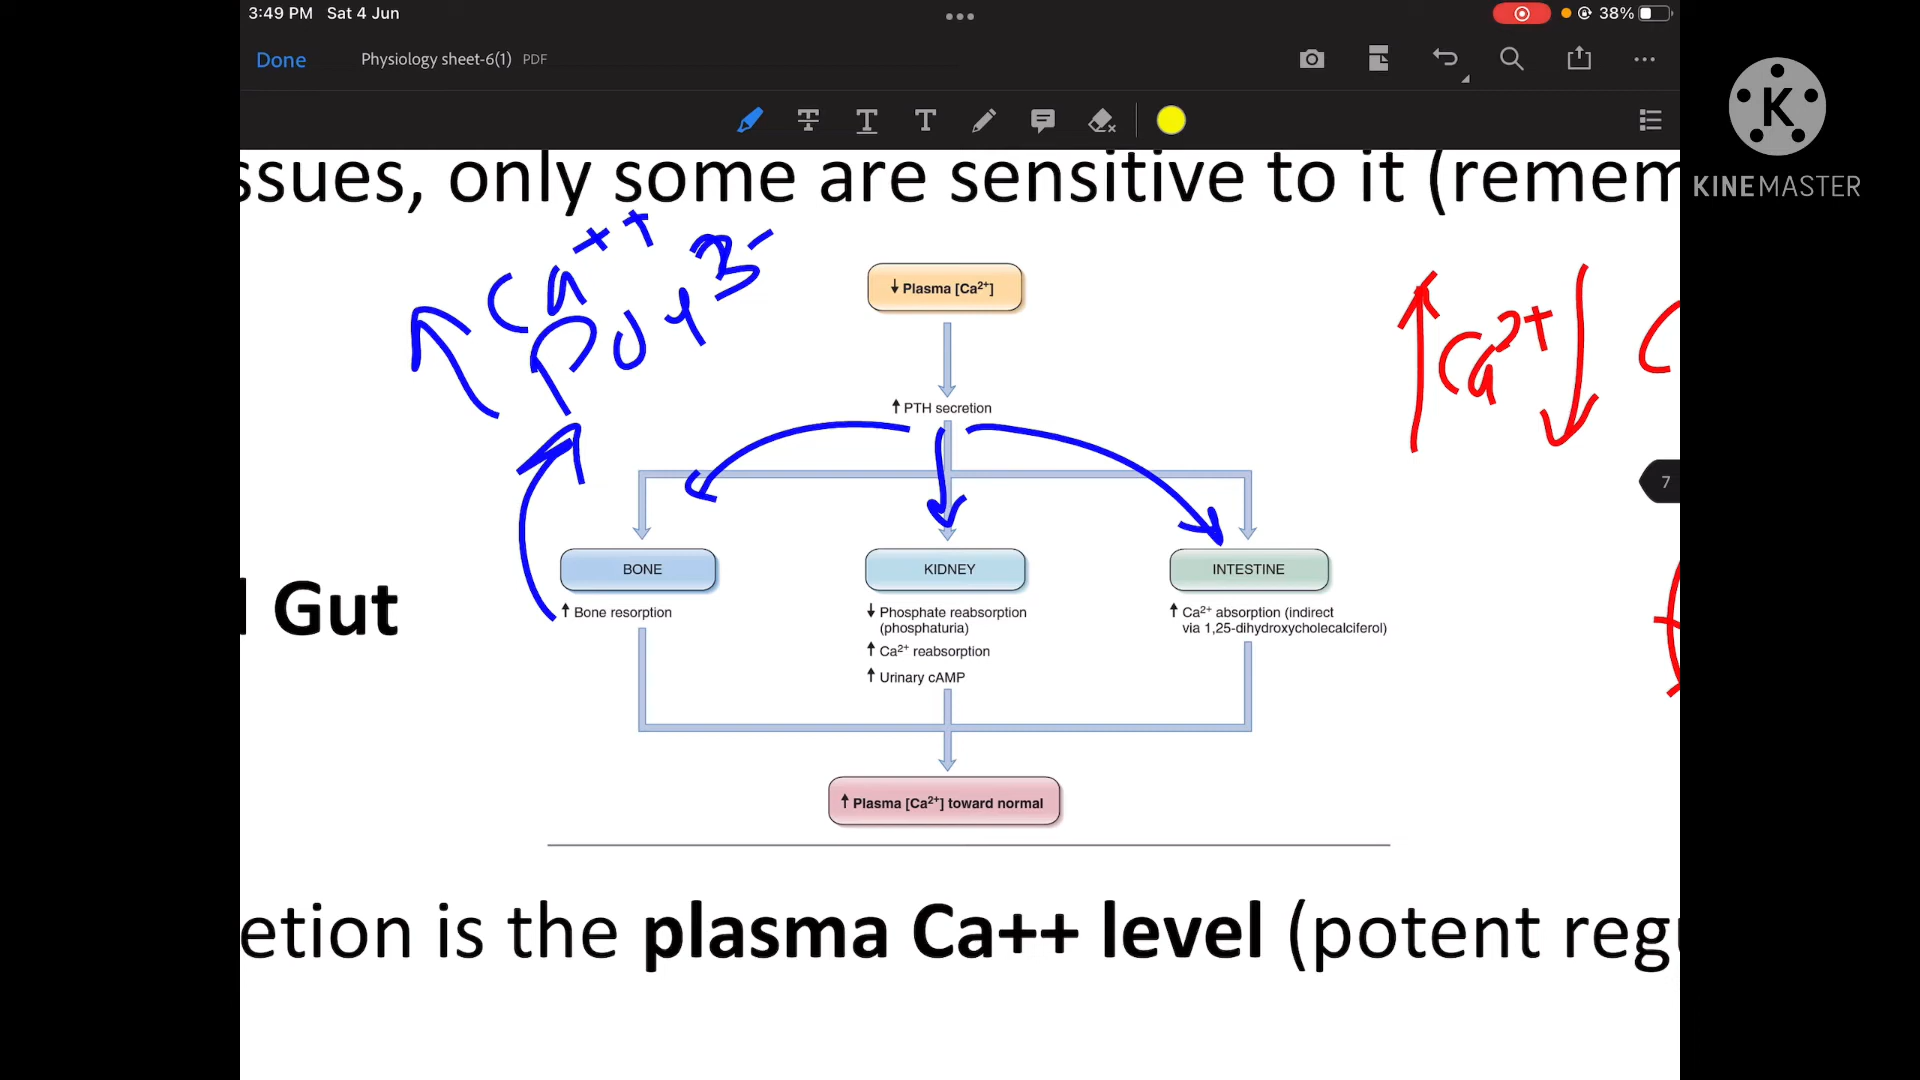 3:49 PM Sat 4 Jun
38%
Done
Physiology sheet-6(1) PDF
K
KINEMASTER
ssues, only some are sensitive to it (remem
Ca++
PO4 3-
↓ Plasma [Ca²⁺]
↑ PTH secretion
Ca2+
7
BONE
KIDNEY
INTESTINE
↑ Bone resorption
↓ Phosphate reabsorption
(phosphaturia)
↑ Ca²⁺ reabsorption
↑ Urinary cAMP
↑ Ca²⁺ absorption (indirect
via 1,25-dihydroxycholecalciferol)
Gut
↑ Plasma [Ca²⁺] toward normal
etion is the plasma Ca++ level (potent regu